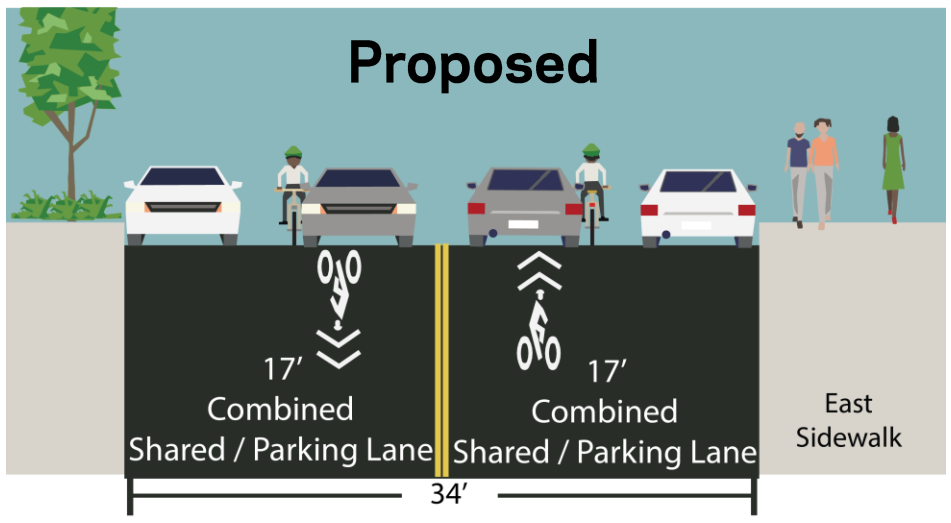 Proposed
17’
Combined
Shared / Parking Lane
17’
Combined
Shared / Parking Lane
East
Sidewalk
34’